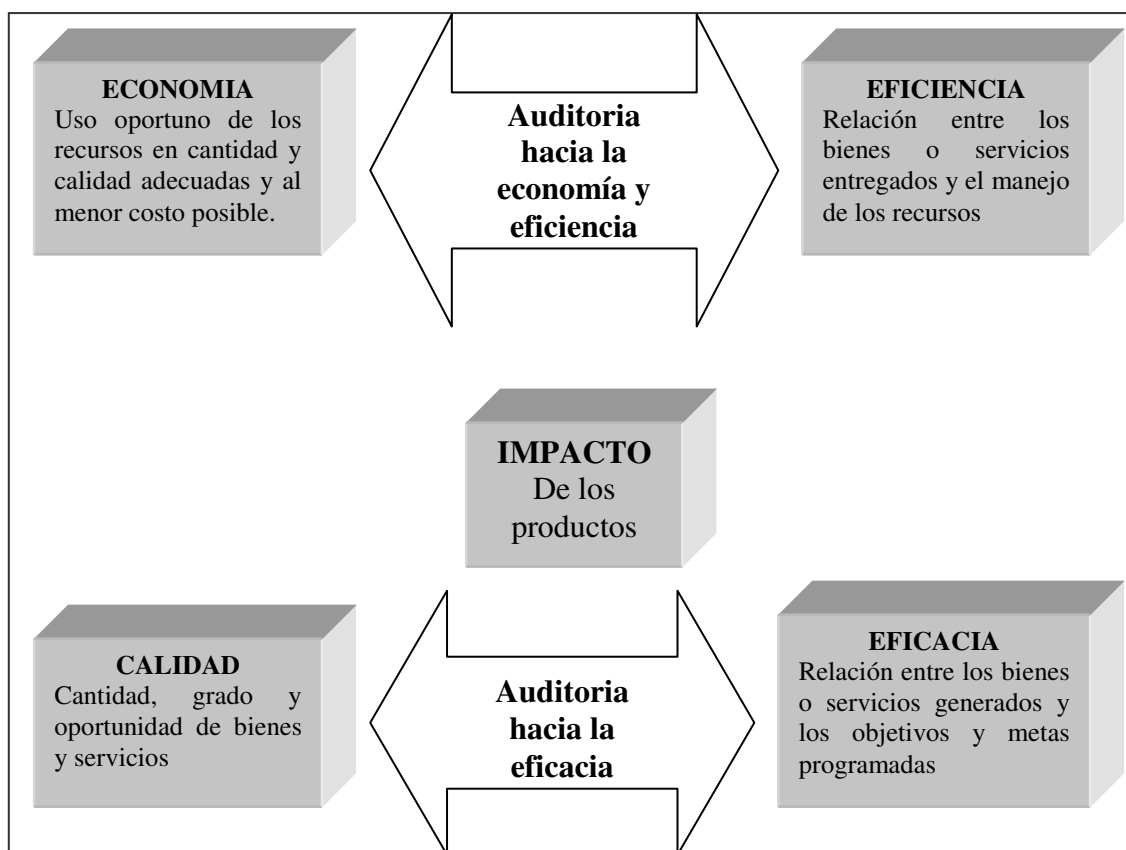 ECONOMIA
Uso oportuno de los
recursos en cantidad y
calidad adecuadas y al
menor costo posible.
Auditoria
hacia la
economía y
eficiencia
EFICIENCIA
Relación entre los
bienes o servicios
entregados y el manejo
de los recursos
IMPACTO
De los
productos
CALIDAD
Cantidad, grado y
oportunidad de bienes
y servicios
Auditoria
hacia la
eficacia
EFICACIA
Relación entre los bienes
o servicios generados y
los objetivos y metas
programadas